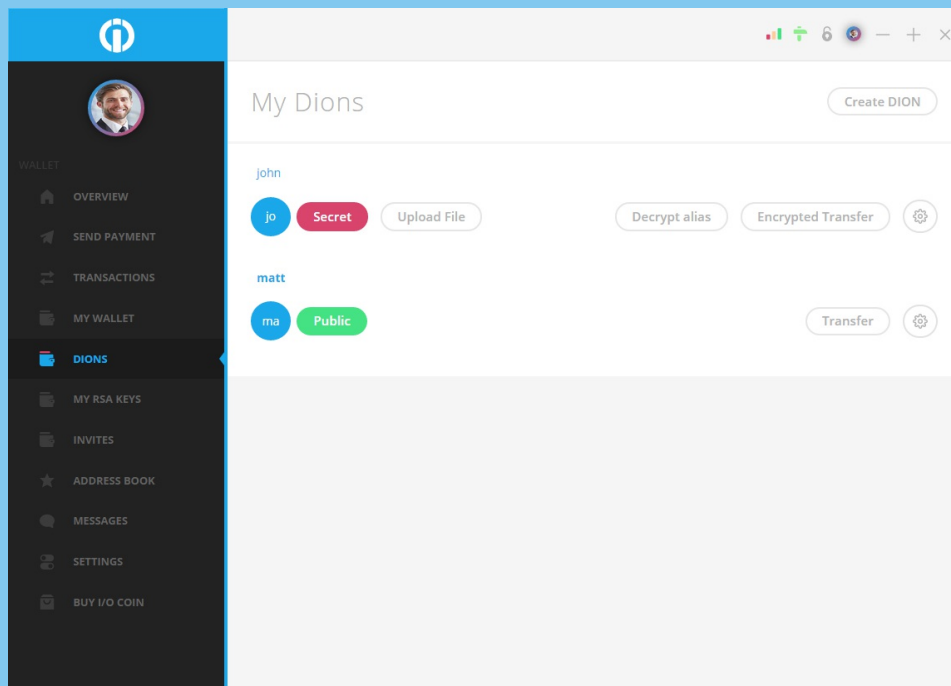 WALLET
OVERVIEW
SEND PAYMENT
TRANSACTIONS
MY WALLET
DIONS
MY RSA KEYS
INVITES
ADDRESS BOOK
MESSAGES
SETTINGS
BUY I/O COIN
My Dions
Create DION
john
jo Secret Upload File Decrypt alias Encrypted Transfer
matt
ma Public Transfer